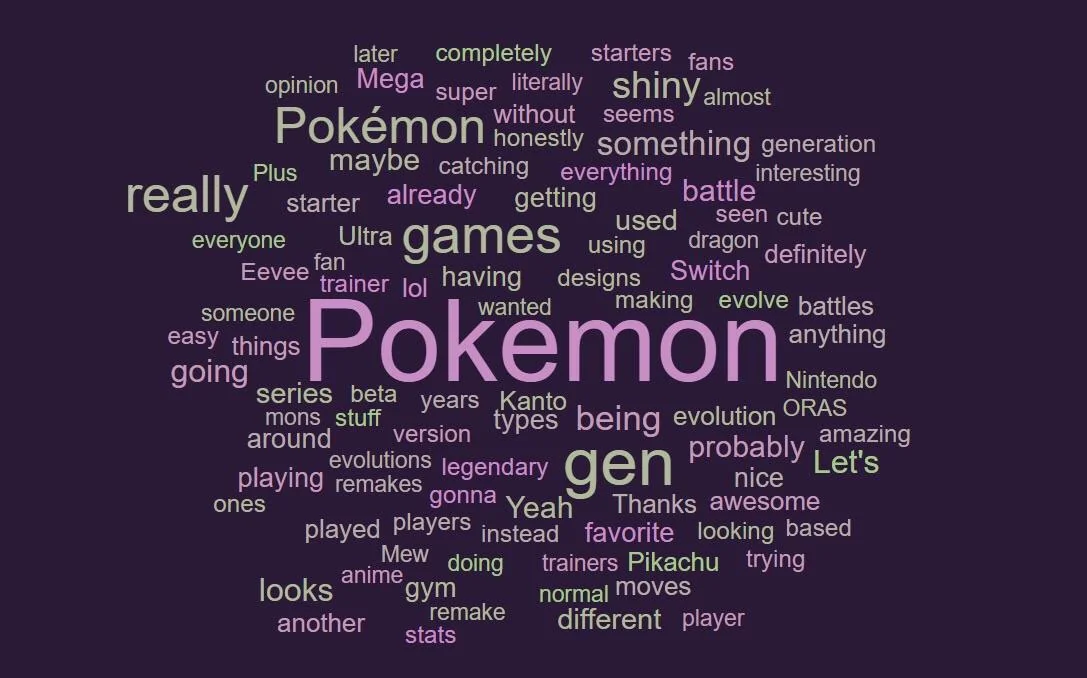 later completely starters fans
opinion Mega super literally shiny almost
Pokémon without seems
honestly something generation
maybe catching everything interesting
Plus really already getting battle
starter used seen cute
everyone Ultra games using dragon definitely
Eevee fan having designs Switch
trainer lol wanted making evolve battles
someone Pokemon anything
easy things
going Nintendo
series beta years Kanto ORAS
mons stuff types being evolution
around version probably amazing
evolutions legendary gen Let's
playing remakes nice
ones gonna Yeah Thanks awesome
played players instead favorite looking based
Mew doing trainers Pikachu trying
anime gym normal moves
looks remake different player
another stats